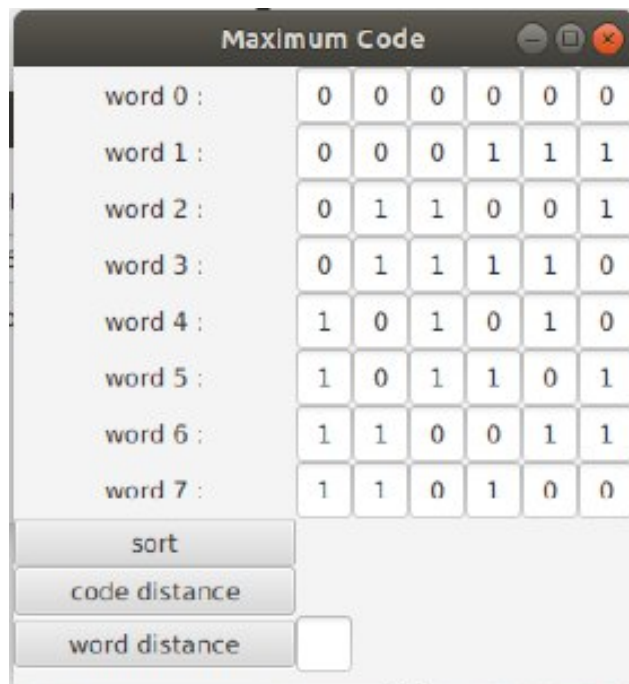 Maximum Code
word 0 : 0 0 0 0 0 0
word 1 : 0 0 0 1 1 1
word 2 : 0 1 1 0 0 1
word 3 : 0 1 1 1 1 0
word 4 : 1 0 1 0 1 0
word 5 : 1 0 1 1 0 1
word 6 : 1 1 0 0 1 1
word 7 : 1 1 0 1 0 0
sort
code distance
word distance